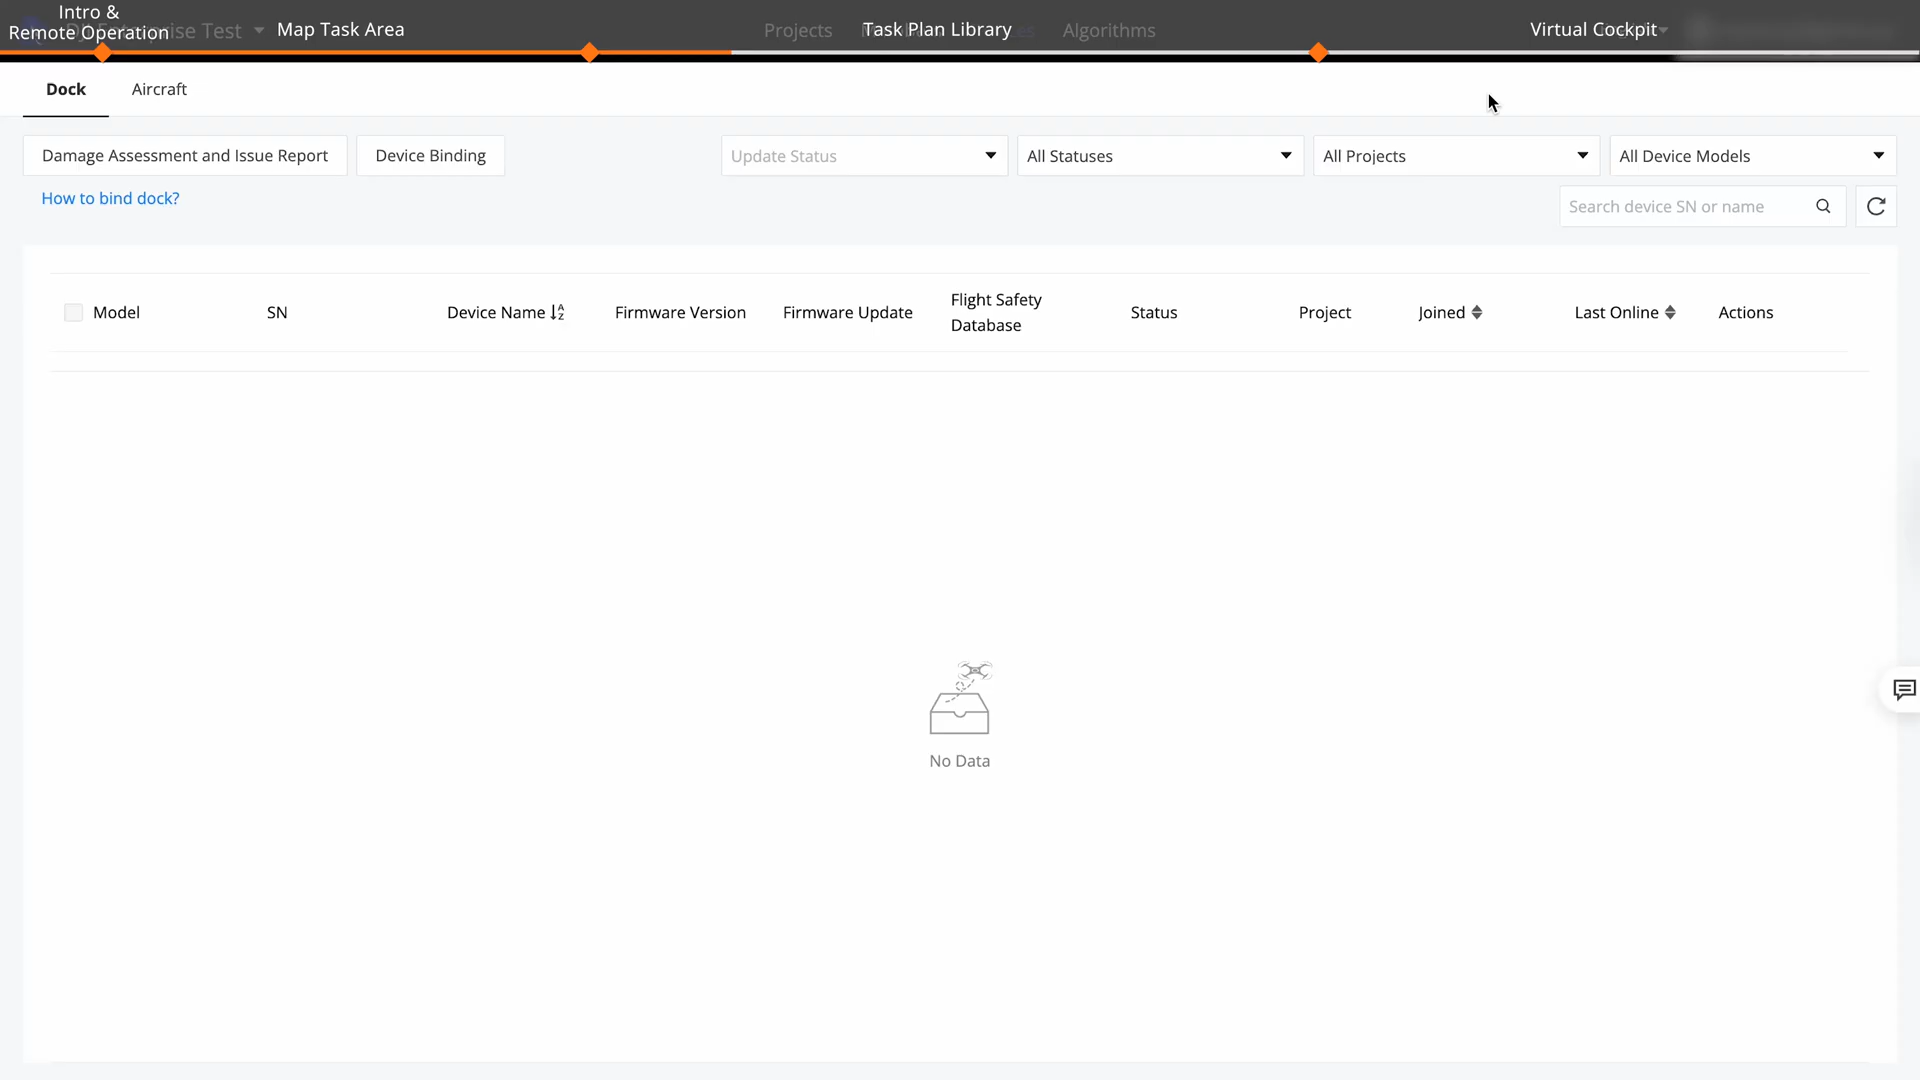 Intro &
Remote Operation
Map Task Area
Projects
Task Plan Library
Algorithms
Virtual Cockpit
Dock
Aircraft
Damage Assessment and Issue Report
Device Binding
Update Status
All Statuses
All Projects
All Device Models
How to bind dock?
Search device SN or name
Model
SN
Device Name
Firmware Version
Firmware Update
Flight Safety
Database
Status
Project
Joined
Last Online
Actions
No Data